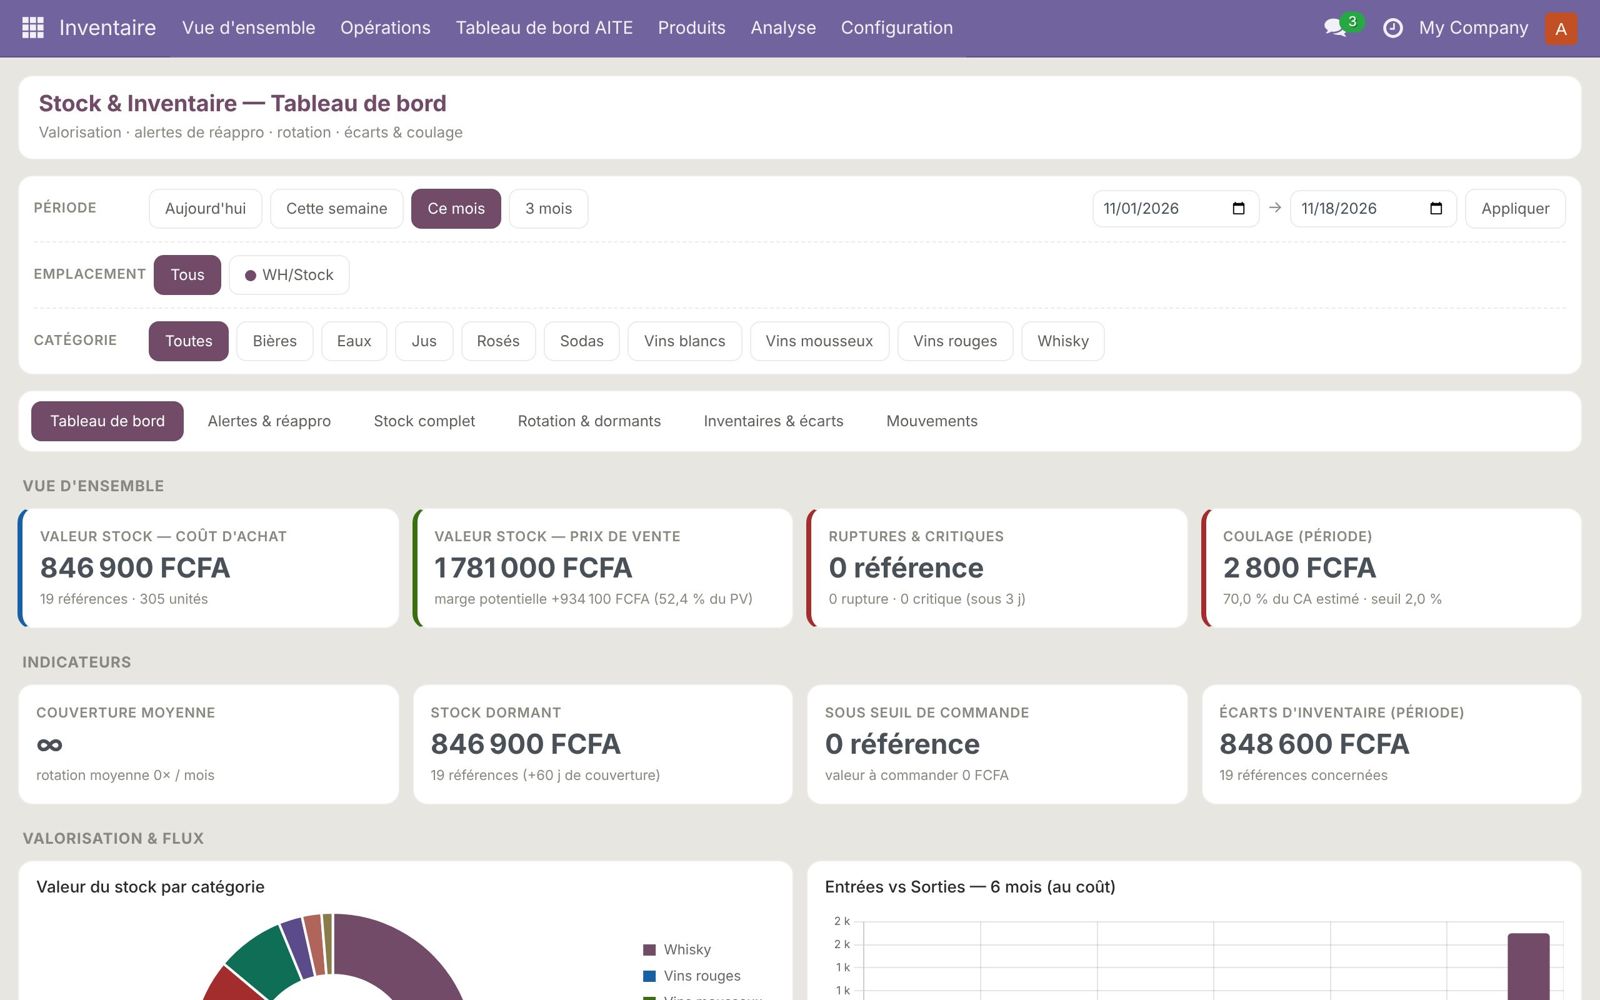 Inventaire Vue d'ensemble Opérations Tableau de bord AITE Produits Analyse Configuration 3 My Company A
Stock & Inventaire — Tableau de bord
Valorisation · alertes de réappro · rotation · écarts & coulage
PÉRIODE Aujourd'hui Cette semaine Ce mois 3 mois 11/01/2026 → 11/18/2026 Appliquer
EMPLACEMENT Tous WH/Stock
CATÉGORIE Toutes Bières Eaux Jus Rosés Sodas Vins blancs Vins mousseux Vins rouges Whisky
Tableau de bord Alertes & réappro Stock complet Rotation & dormants Inventaires & écarts Mouvements
VUE D'ENSEMBLE
VALEUR STOCK — COÛT D'ACHAT
846 900 FCFA
19 références · 305 unités
VALEUR STOCK — PRIX DE VENTE
1 781 000 FCFA
marge potentielle +934 100 FCFA (52,4 % du PV)
RUPTURES & CRITIQUES
0 référence
0 rupture · 0 critique (sous 3 j)
COULAGE (PÉRIODE)
2 800 FCFA
70,0 % du CA estimé · seuil 2,0 %
INDICATEURS
COUVERTURE MOYENNE
∞
rotation moyenne 0× / mois
STOCK DORMANT
846 900 FCFA
19 références (+60 j de couverture)
SOUS SEUIL DE COMMANDE
0 référence
valeur à commander 0 FCFA
ÉCARTS D'INVENTAIRE (PÉRIODE)
848 600 FCFA
19 références concernées
VALORISATION & FLUX
Valeur du stock par catégorie
Whisky
Vins rouges
Vins mousseux
Entrées vs Sorties — 6 mois (au coût)
2 k
2 k
1 k
1 k